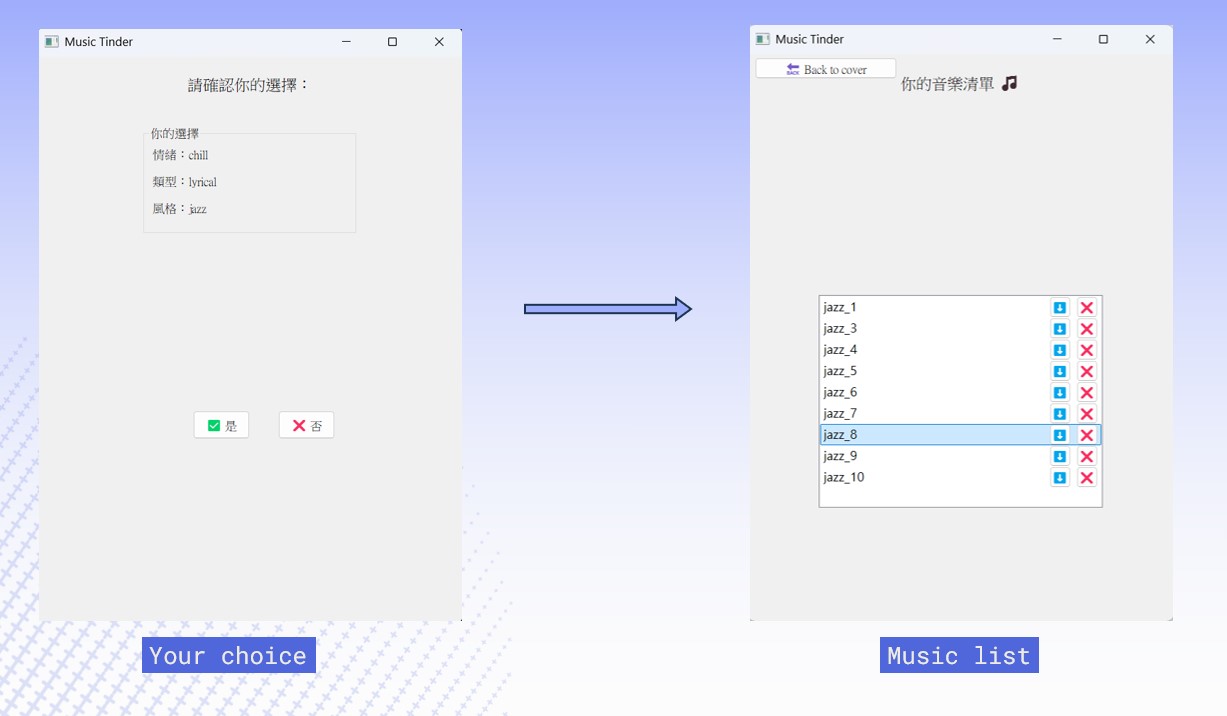 Music Tinder
請確認你的選擇：
你的選擇
情緒：chill
類型：lyrical
風格：jazz
是
否
Your choice
Music Tinder
BACK Back to cover
你的音樂清單
jazz_1
jazz_3
jazz_4
jazz_5
jazz_6
jazz_7
jazz_8
jazz_9
jazz_10
Music list